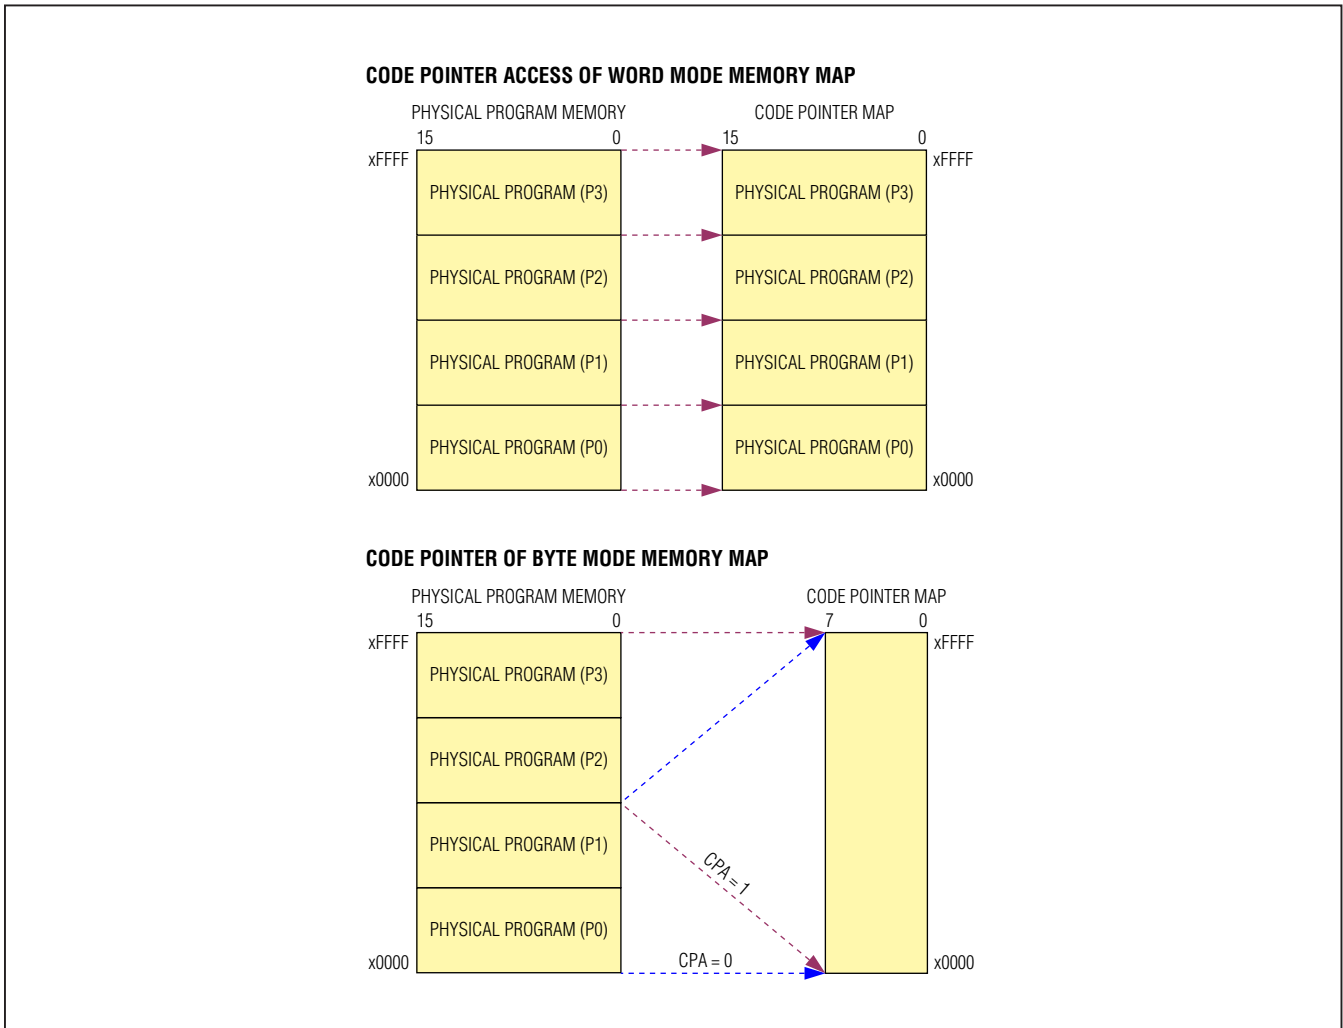 CODE POINTER ACCESS OF WORD MODE MEMORY MAP
PHYSICAL PROGRAM MEMORY
CODE POINTER MAP
15 0
15 0
xFFFF
xFFFF
PHYSICAL PROGRAM (P3)
PHYSICAL PROGRAM (P3)
PHYSICAL PROGRAM (P2)
PHYSICAL PROGRAM (P2)
PHYSICAL PROGRAM (P1)
PHYSICAL PROGRAM (P1)
PHYSICAL PROGRAM (P0)
PHYSICAL PROGRAM (P0)
x0000
x0000
CODE POINTER OF BYTE MODE MEMORY MAP
PHYSICAL PROGRAM MEMORY
CODE POINTER MAP
15 0
7 0
xFFFF
xFFFF
PHYSICAL PROGRAM (P3)
PHYSICAL PROGRAM (P2)
PHYSICAL PROGRAM (P1)
CPA = 1
PHYSICAL PROGRAM (P0)
x0000
CPA = 0
x0000